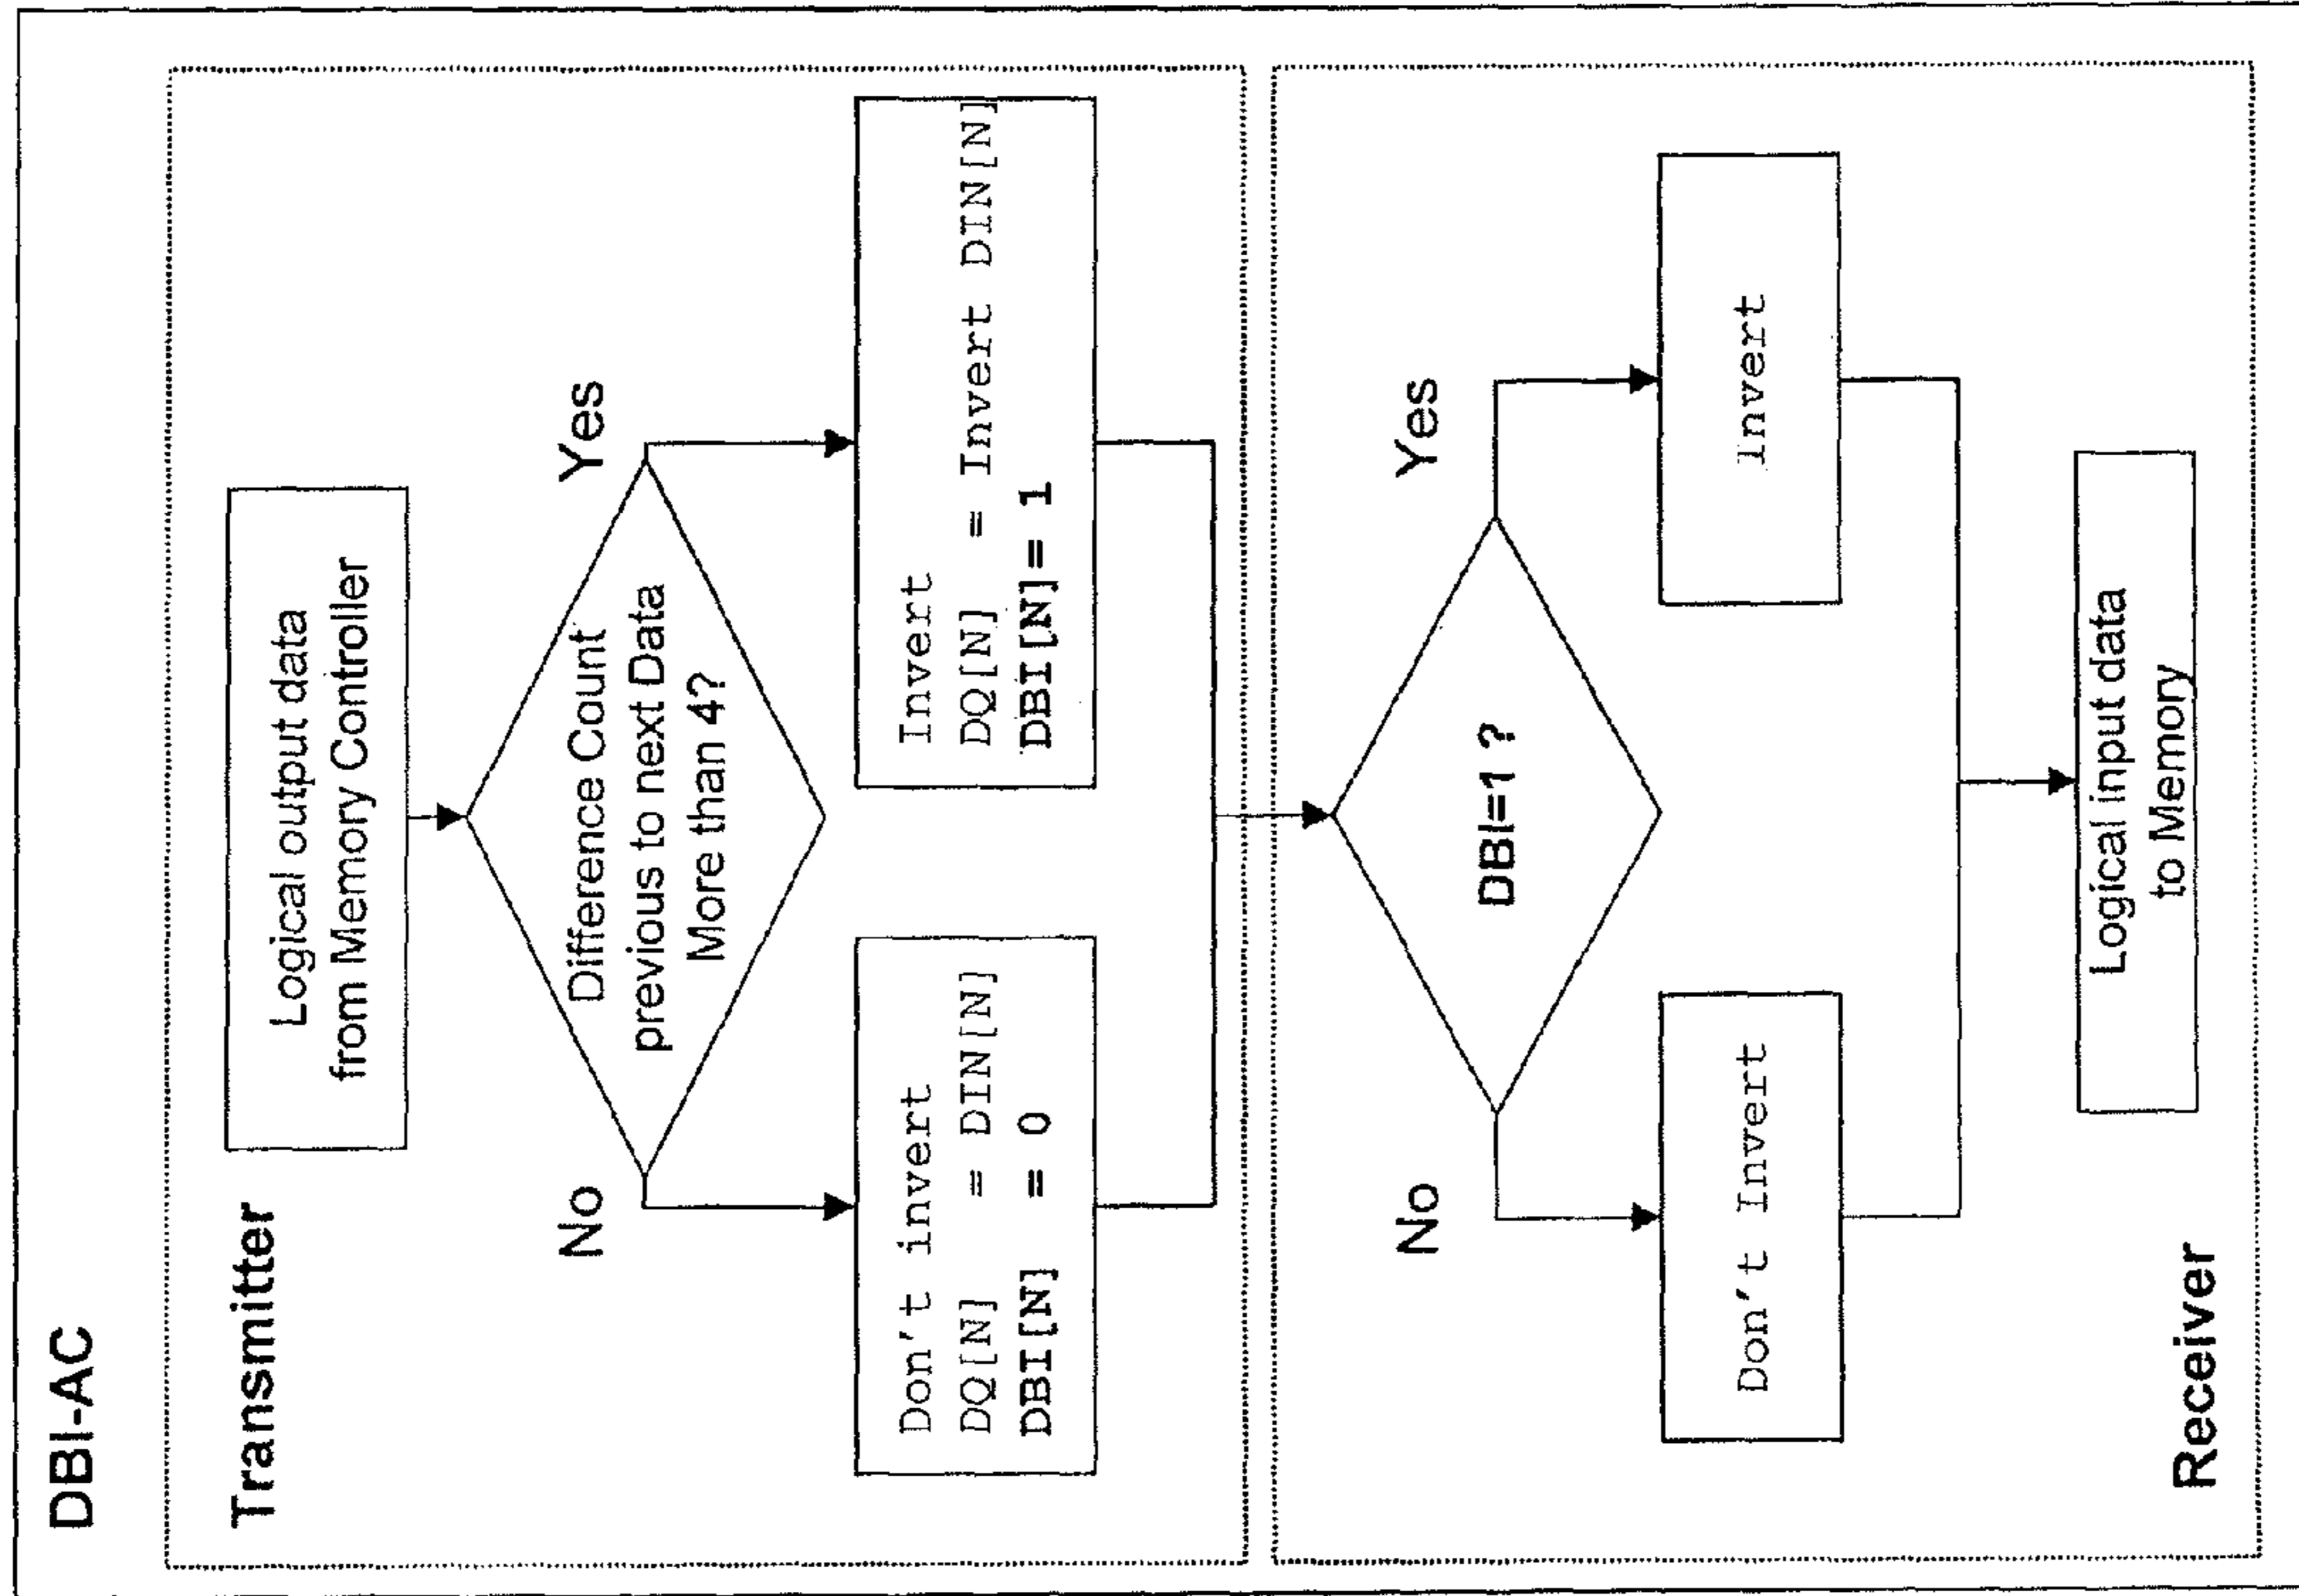 DBI-AC
Transmitter
Logical output data
from Memory Controller
No
Yes
Difference Count
previous to next Data
More than 4?
Don't invert
DQ[N] = DIN[N]
DBI[N] = 0
Invert
DQ[N] = Invert DIN[N]
DBI[N]= 1
No
Yes
DBI=1 ?
Don't Invert
Invert
Logical input data
to Memory
Receiver